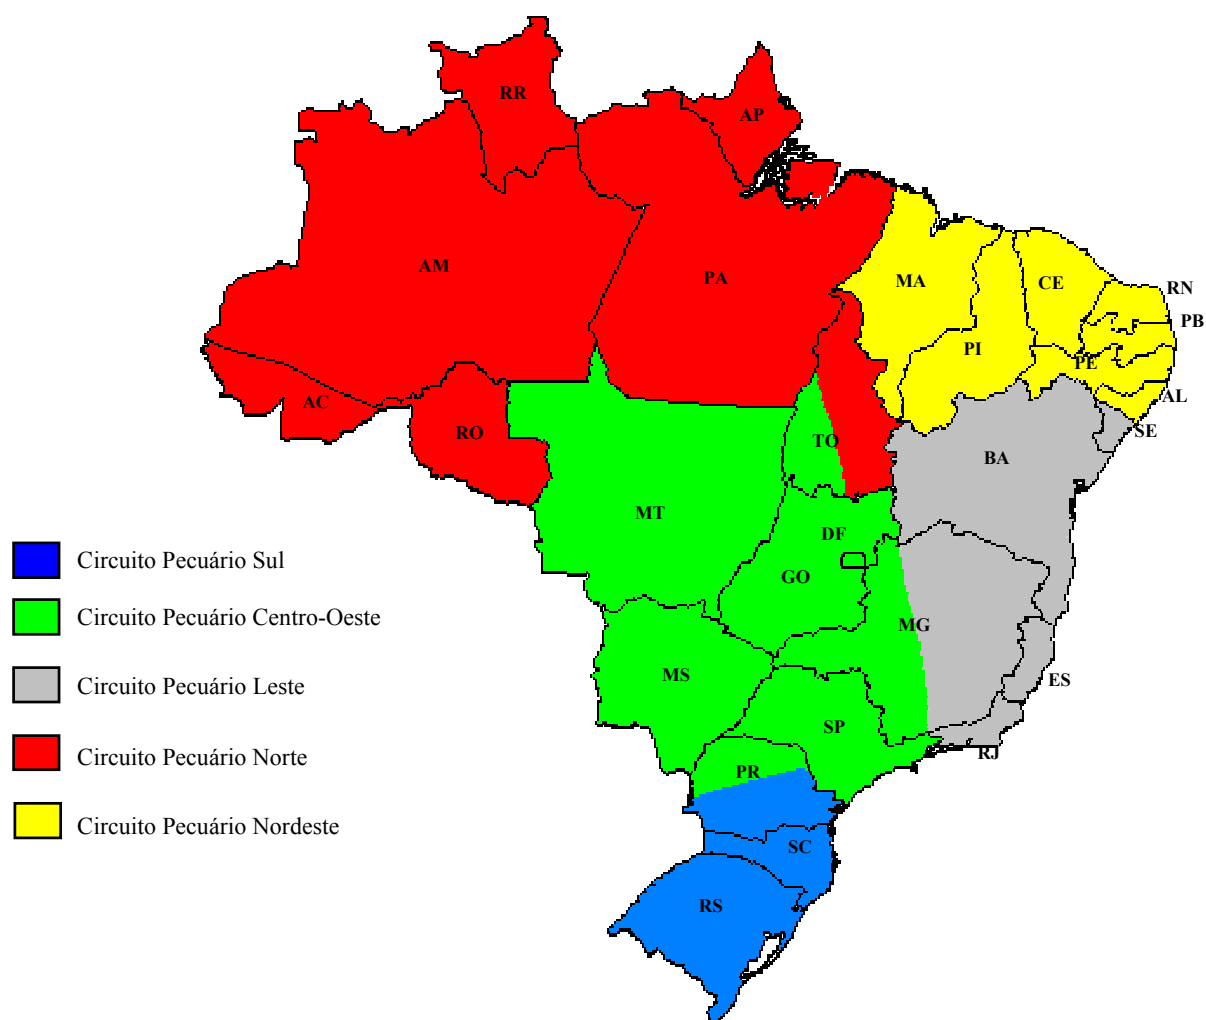 RR
AP
AM
PA
MA
CE
RN
PB
PI
PE
AL
AC
RO
TO
SE
BA
MT
DF
GO
MG
MS
ES
SP
RJ
PR
SC
RS
Circuito Pecuário Sul
Circuito Pecuário Centro-Oeste
Circuito Pecuário Leste
Circuito Pecuário Norte
Circuito Pecuário Nordeste